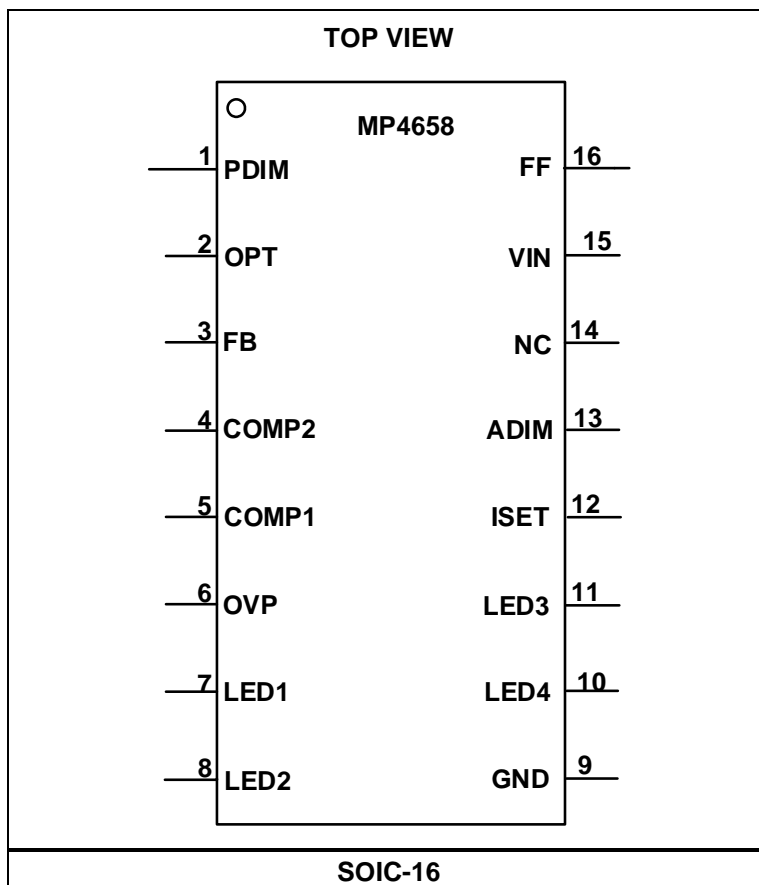 TOP VIEW
MP4658
1 PDIM FF 16
2 OPT VIN 15
3 FB NC 14
4 COMP2 ADIM 13
5 COMP1 ISET 12
6 OVP LED3 11
7 LED1 LED4 10
8 LED2 GND 9
SOIC-16